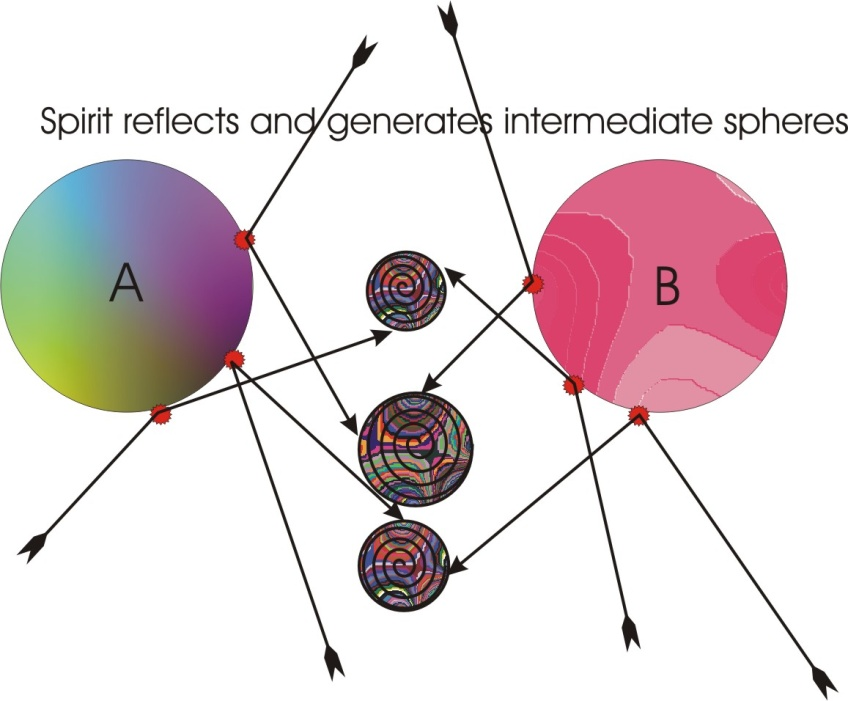 Spirit reflects and generates intermediate spheres
A
B